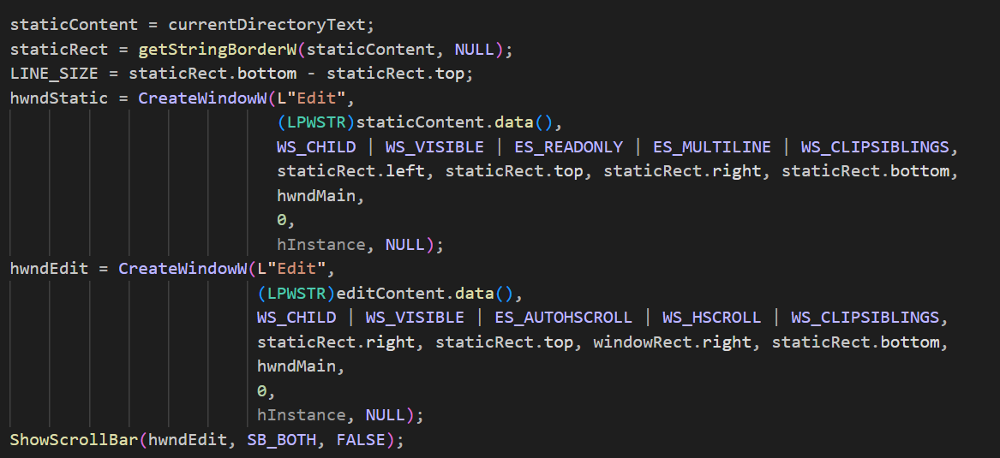 staticContent = currentDirectoryText;
staticRect = getStringBorderW(staticContent, NULL);
LINE_SIZE = staticRect.bottom - staticRect.top;
hwndStatic = CreateWindowW(L"Edit",
(LPWSTR)staticContent.data(),
WS_CHILD | WS_VISIBLE | ES_READONLY | ES_MULTILINE | WS_CLIPSIBLINGS,
staticRect.left, staticRect.top, staticRect.right, staticRect.bottom,
hwndMain,
0,
hInstance, NULL);
hwndEdit = CreateWindowW(L"Edit",
(LPWSTR)editContent.data(),
WS_CHILD | WS_VISIBLE | ES_AUTOHSCROLL | WS_HSCROLL | WS_CLIPSIBLINGS,
staticRect.right, staticRect.top, windowRect.right, staticRect.bottom,
hwndMain,
0,
hInstance, NULL);
ShowScrollBar(hwndEdit, SB_BOTH, FALSE);